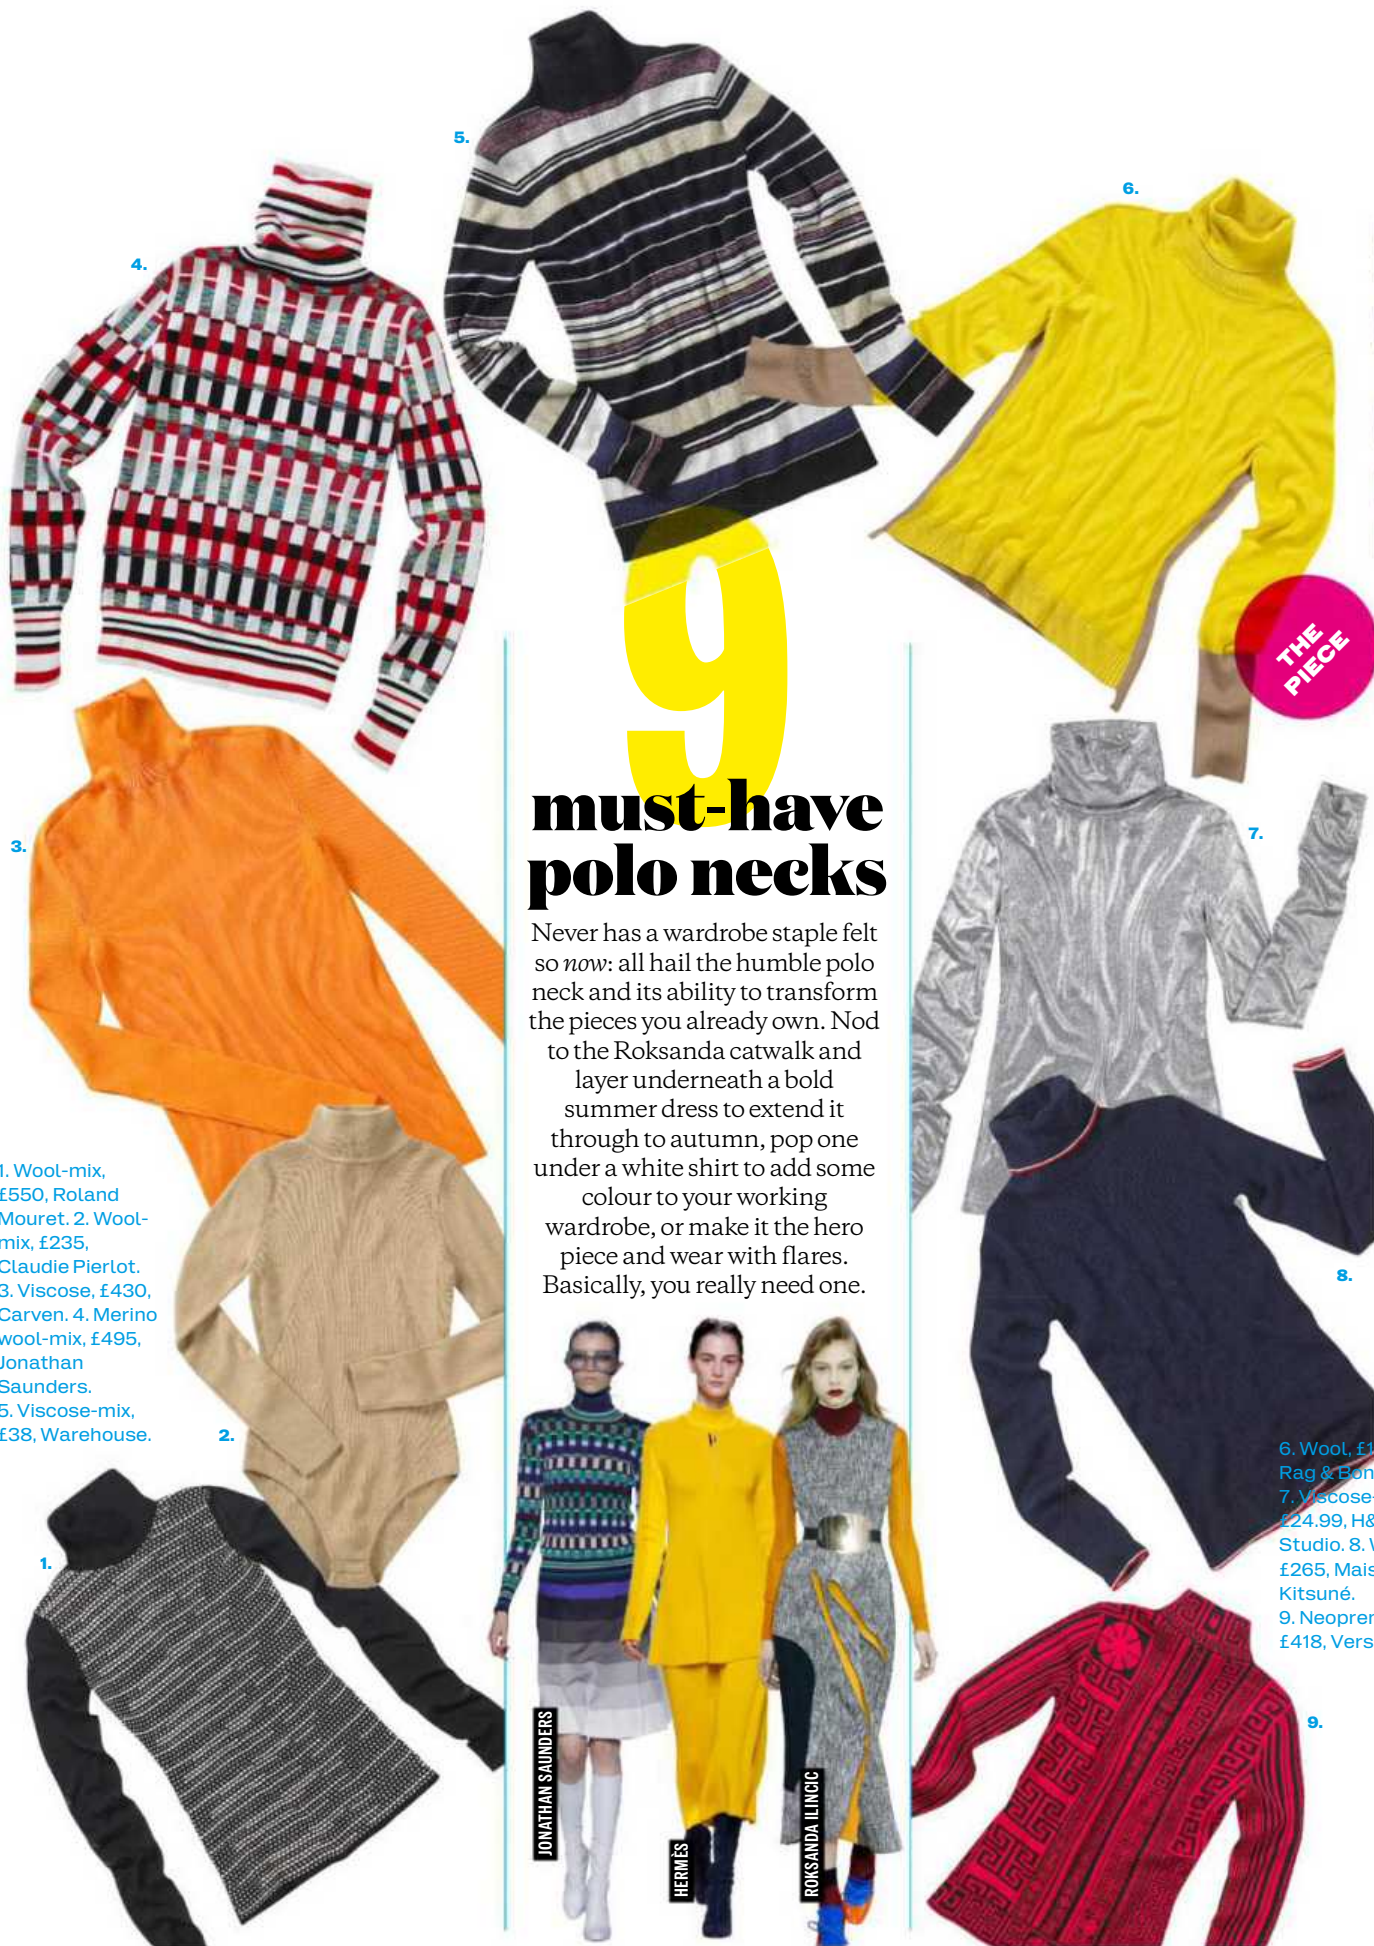 5.
6.
4.
THE
PIECE
9
must-have
polo necks
3.
7.
Never has a wardrobe staple felt
so now: all hail the humble polo
neck and its ability to transform
the pieces you already own. Nod
to the Roksanda catwalk and
layer underneath a bold
summer dress to extend it
through to autumn, pop one
under a white shirt to add some
colour to your working
wardrobe, or make it the hero
piece and wear with flares.
Basically, you really need one.
1. Wool-mix,
£550, Roland
Mouret. 2. Wool-
mix, £235,
Claudie Pierlot.
3. Viscose, £430,
Carven. 4. Merino
wool-mix, £495,
Jonathan
Saunders.
5. Viscose-mix,
£38, Warehouse.
2.
8.
1.
6. Wool,
Rag &
7. Viscose-
£24.99,
Studio. 8.
£265,
Kitsuné.
9.
£418,
9.
JONATHAN SAUNDERS
HERMÈS
ROKSANDA ILINCIC